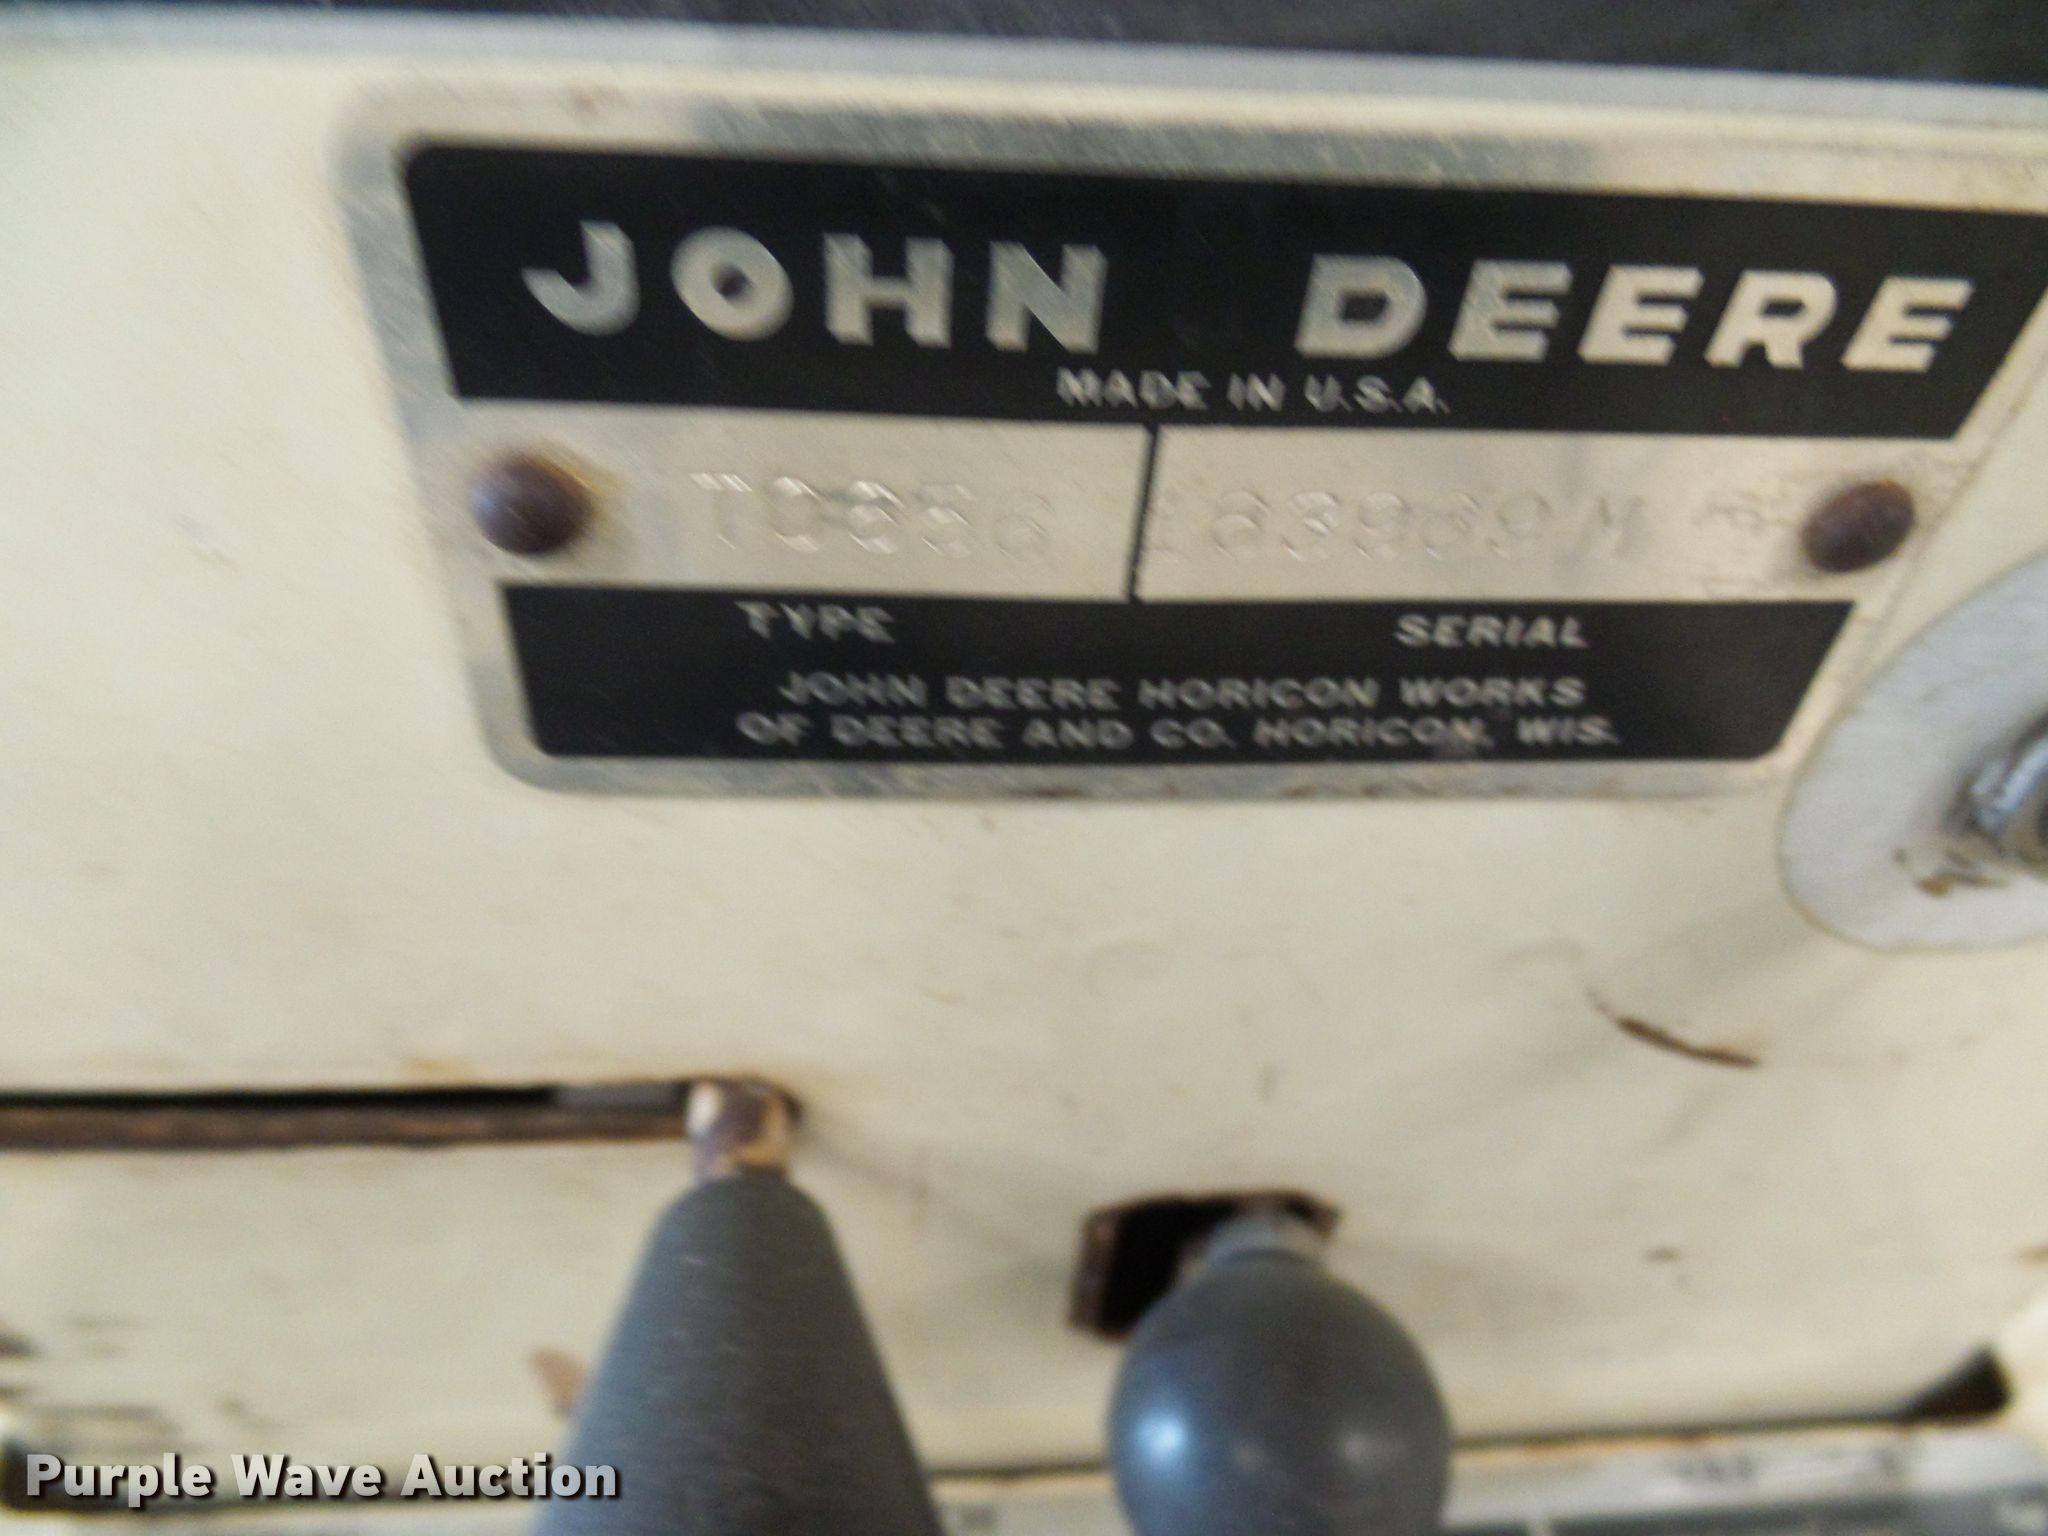 JOHN DEERE
MADE IN U.S.A.
TYPE SERIAL
JOHN DEERE HORICON WORKS
OF DEERE AND CO. HORICON, WIS.
Purple Wave Auction